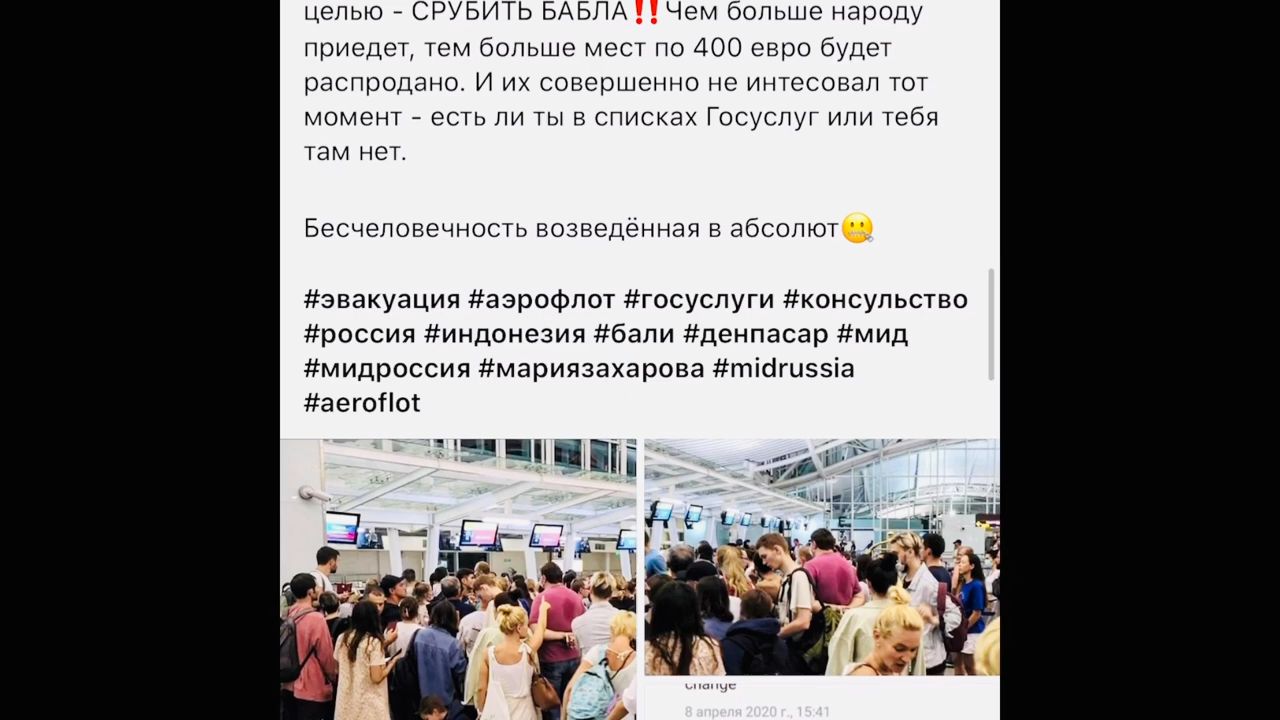 целью - СРУБИТЬ БАБЛА‼️Чем больше народу
приедет, тем больше мест по 400 евро будет
распродано. И их совершенно не интесовал тот
момент - есть ли ты в списках Госуслуг или тебя
там нет.
Бесчеловечность возведённая в абсолют🤐
#эвакуация #аэрофлот #госуслуги #консульство
#россия #индонезия #бали #денпасар #мид
#мидроссия #мариязахарова #midrussia
#aeroflot
change
8 апреля 2020 г., 15:41